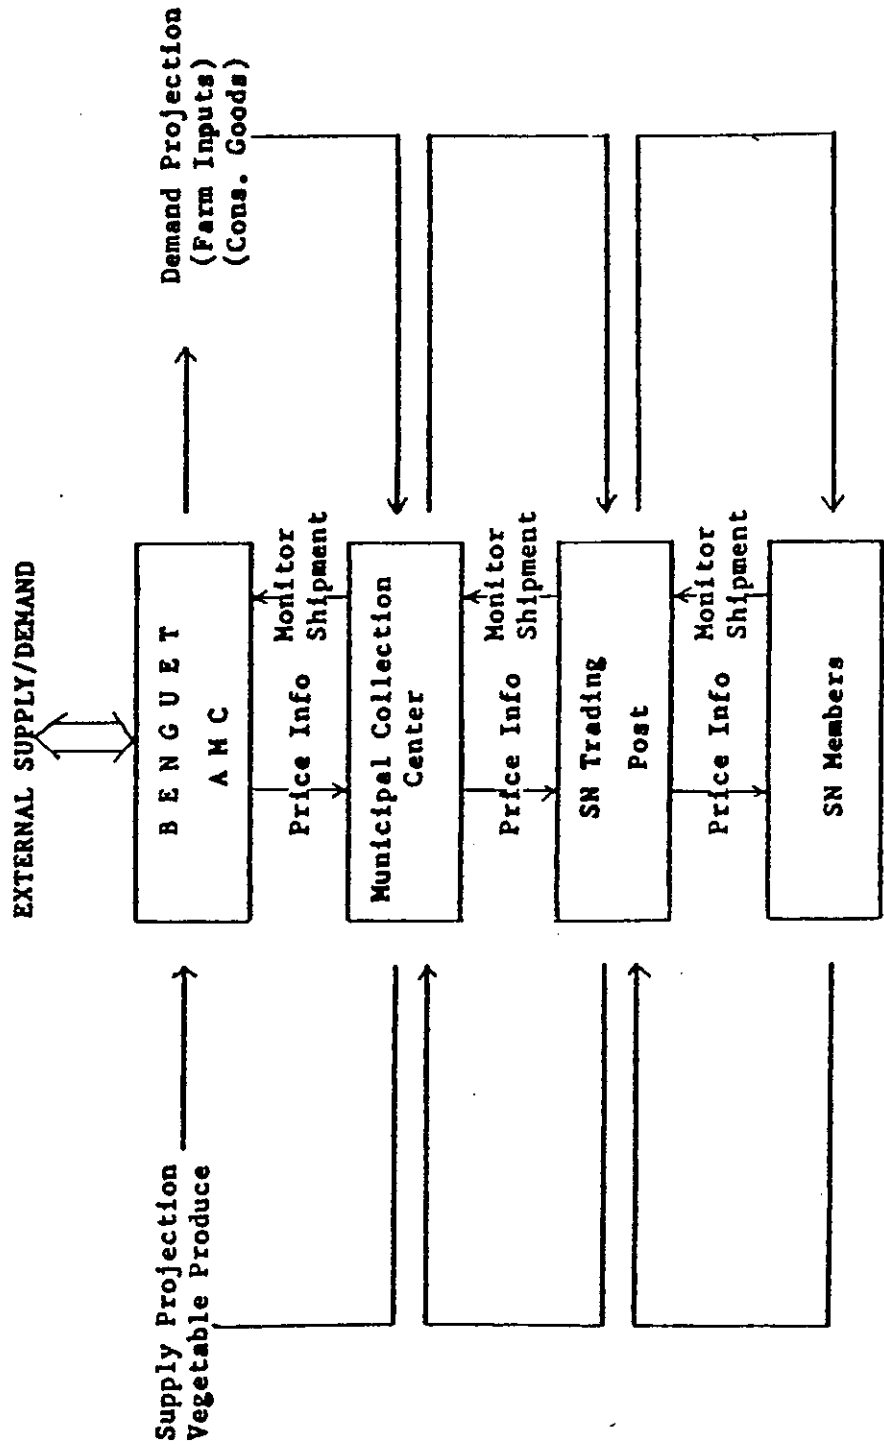 EXTERNAL SUPPLY/DEMAND
Supply Projection
Vegetable Produce
B E N G U E T
A M C
Demand Projection
(Farm Inputs)
(Cons. Goods)
Price Info
Monitor
Shipment
Municipal Collection
Center
Price Info
Monitor
Shipment
SN Trading
Post
Price Info
Monitor
Shipment
SN Members